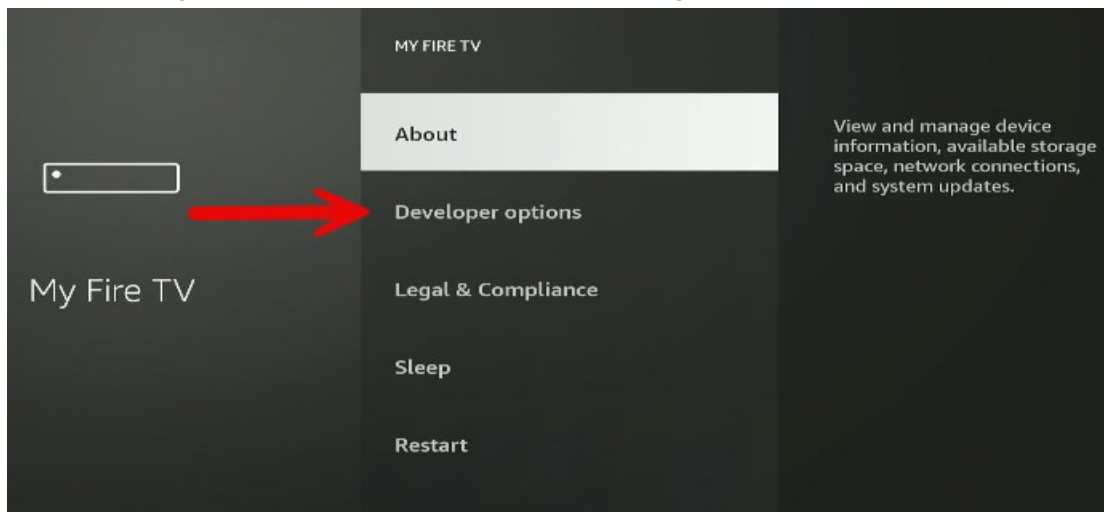 MY FIRE TV
About
View and manage device
information, available storage
space, network connections,
and system updates.
Developer options
My Fire TV
Legal & Compliance
Sleep
Restart